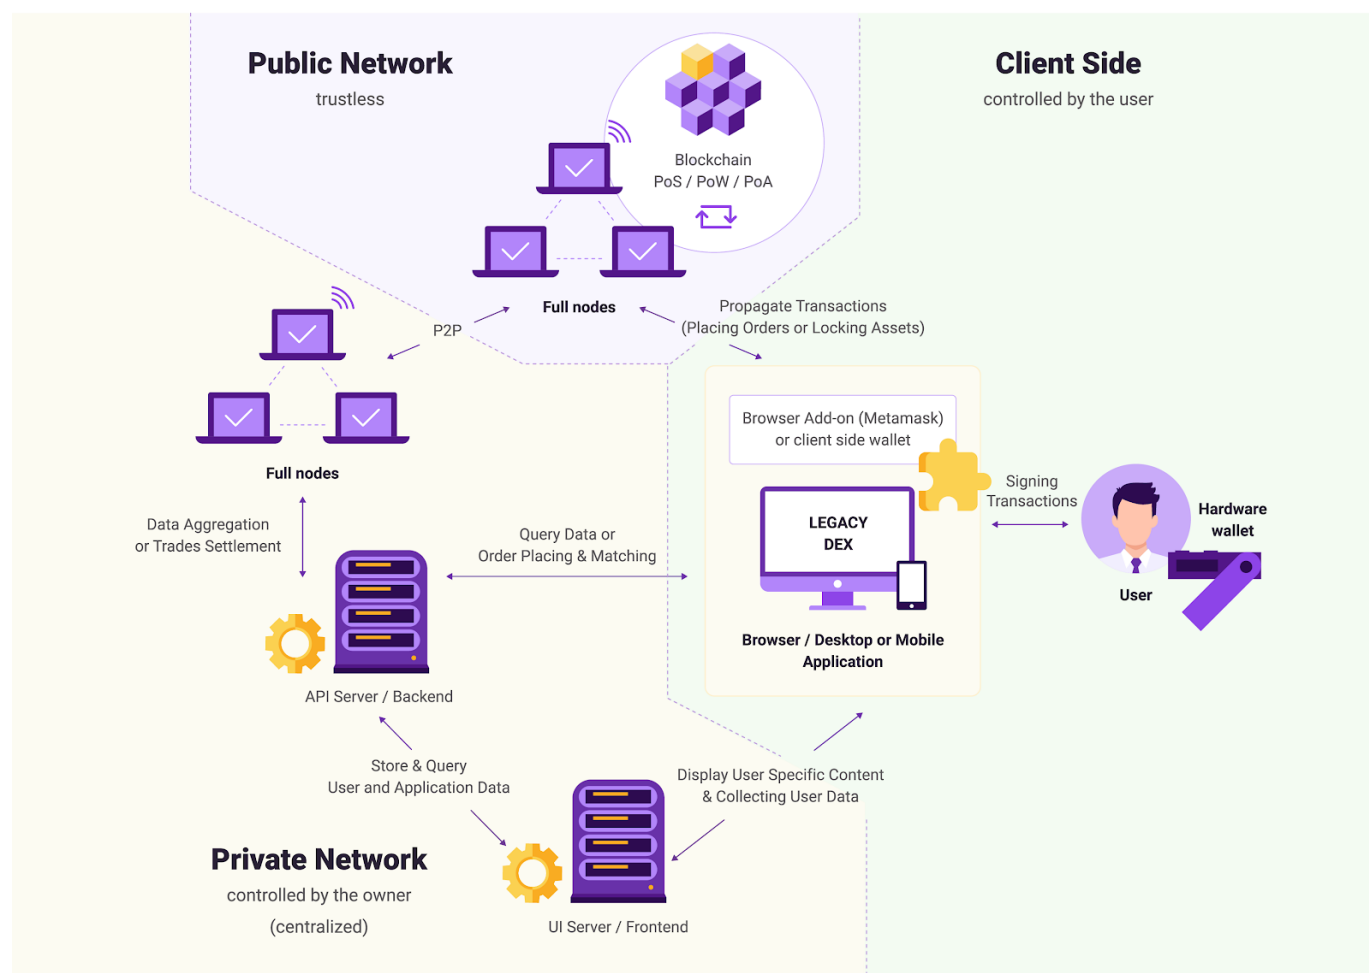 Public Network
trustless
Client Side
controlled by the user
Blockchain
PoS / PoW / PoA
Full nodes
Propagate Transactions
(Placing Orders or Locking Assets)
P2P
Full nodes
Browser Add-on (Metamask)
or client side wallet
Signing
Transactions
Hardware
wallet
User
LEGACY
DEX
Browser / Desktop or Mobile
Application
Data Aggregation
or Trades Settlement
Query Data or
Order Placing & Matching
API Server / Backend
Store & Query
User and Application Data
Display User Specific Content
& Collecting User Data
Private Network
controlled by the owner
(centralized)
UI Server / Frontend